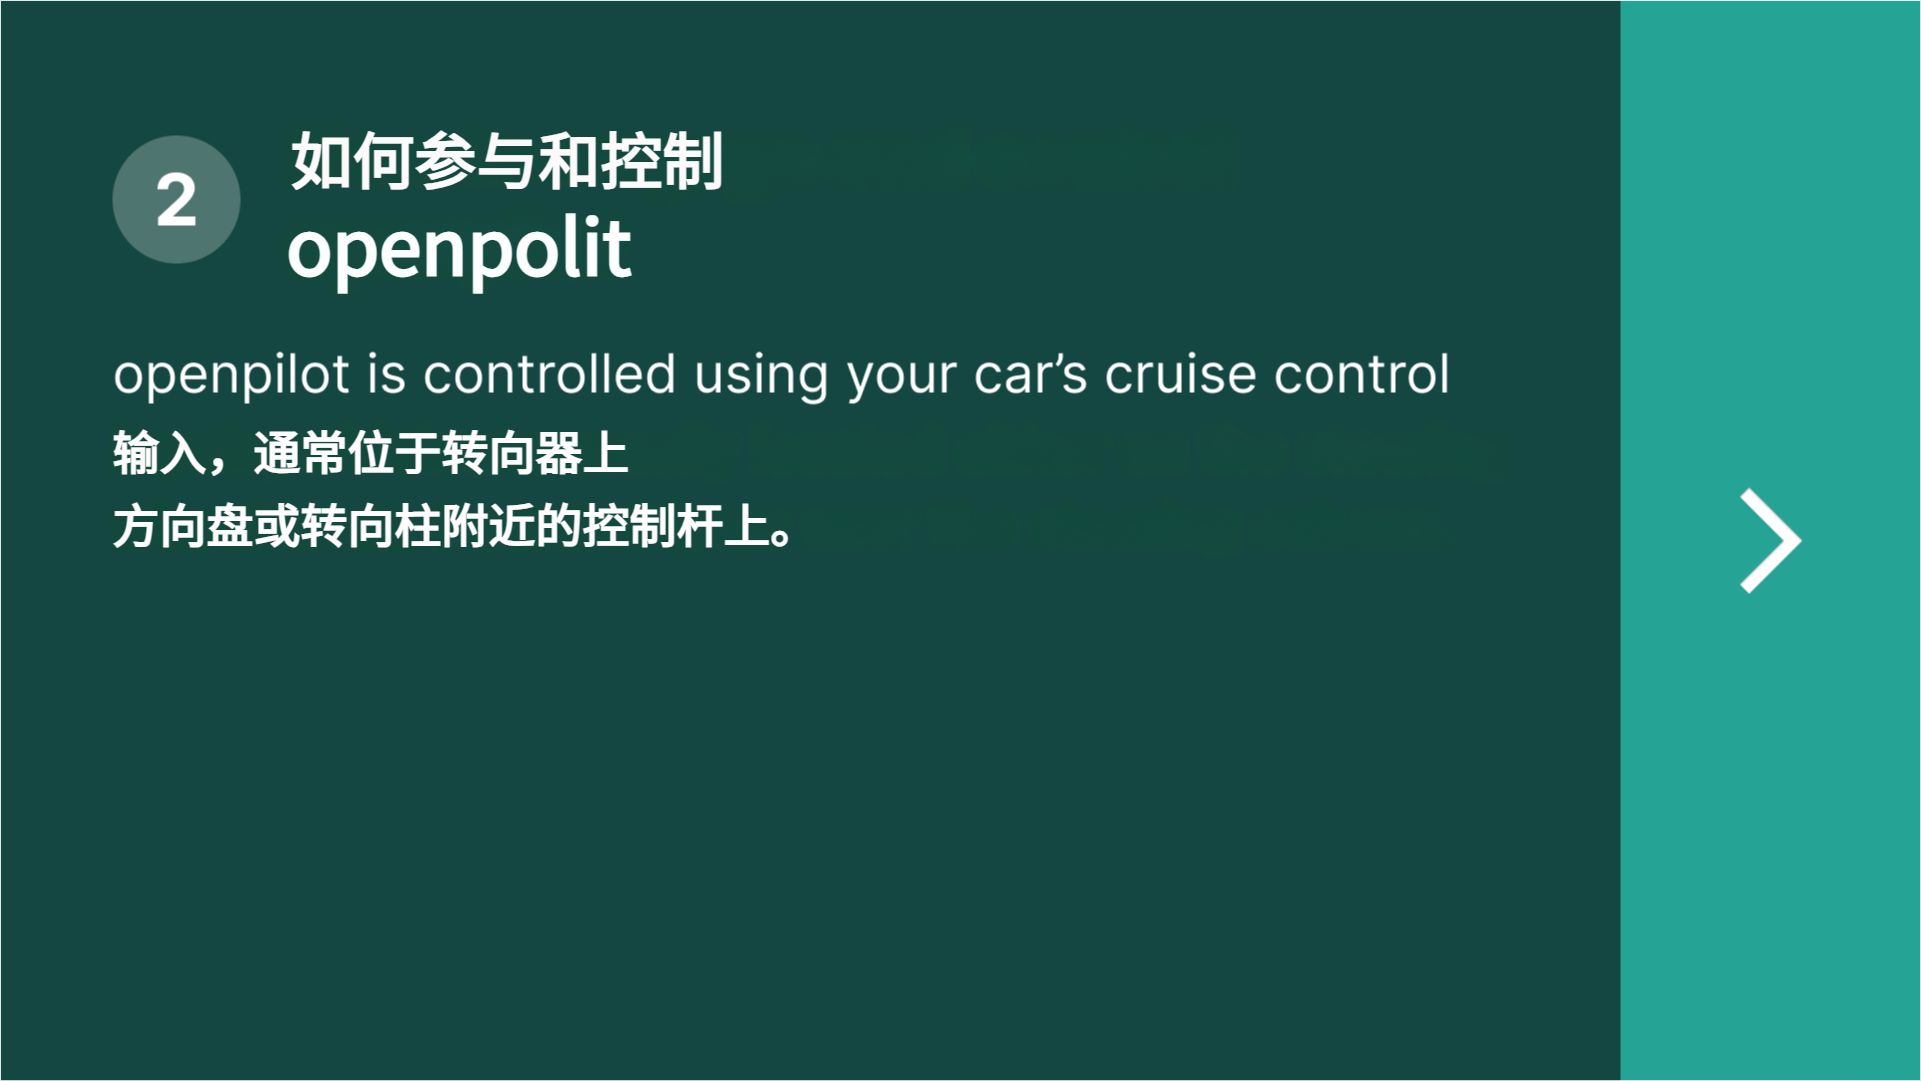 2
如何参与和控制
openpolit
openpilot is controlled using your car’s cruise control
输入，通常位于转向器上
方向盘或转向柱附近的控制杆上。